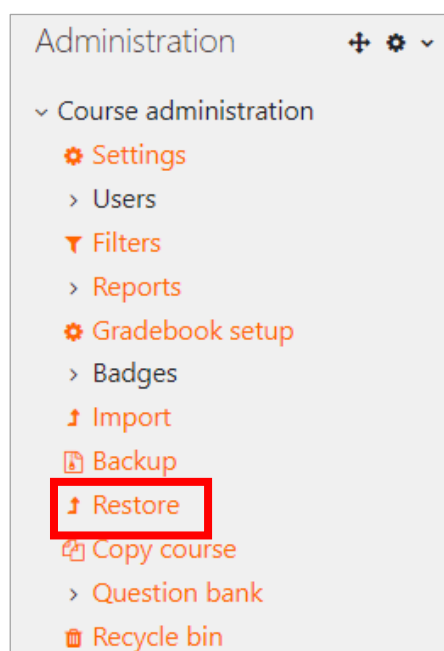 Administration
Course administration
Settings
Users
Filters
Reports
Gradebook setup
Badges
Import
Backup
Restore
Copy course
Question bank
Recycle bin